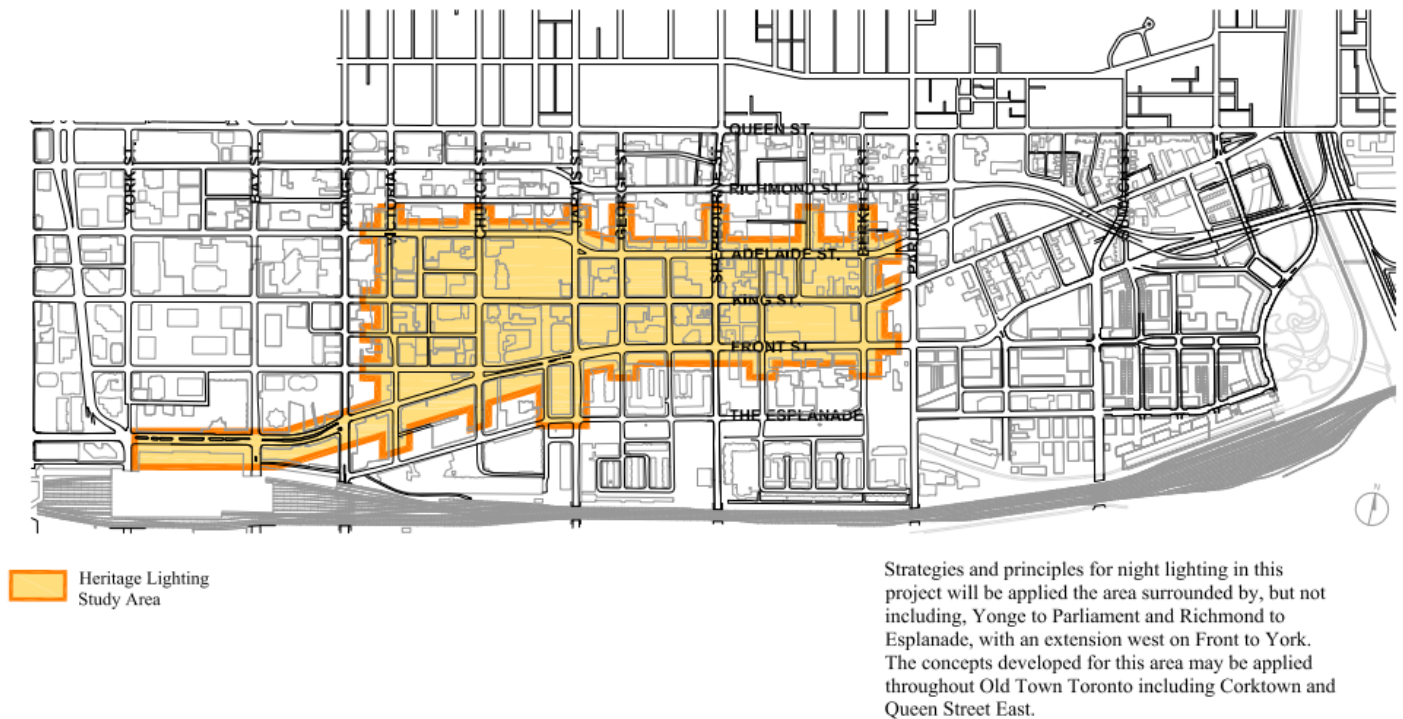 QUEEN ST.
RICHMOND ST.
YORK ST.
BAY ST.
YONGE ST.
VICTORIA ST.
CHURCH ST.
JARVIS ST.
GEORGE ST.
SHERBOURNE ST.
BERKELEY ST.
PARLIAMENT ST.
ADELAIDE ST.
KING ST.
FRONT ST.
THE ESPLANADE
N
Heritage Lighting
Study Area
Strategies and principles for night lighting in this
project will be applied the area surrounded by, but not
including, Yonge to Parliament and Richmond to
Esplanade, with an extension west on Front to York.
The concepts developed for this area may be applied
throughout Old Town Toronto including Corktown and
Queen Street East.